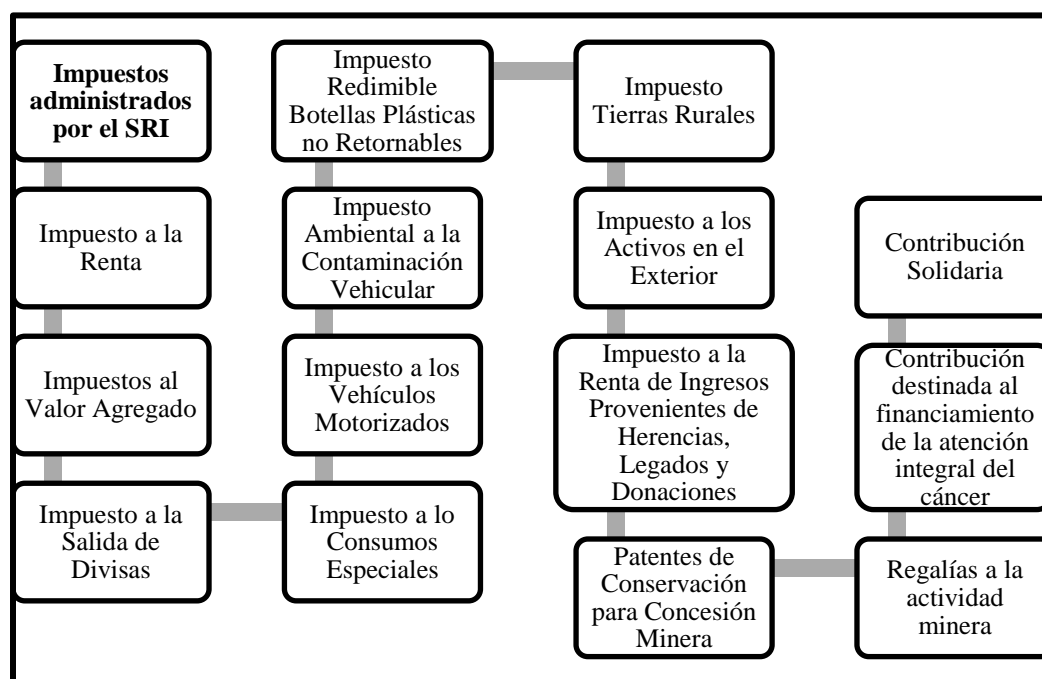 Impuestos
administrados
por el SRI
Impuesto a la
Renta
Impuestos al
Valor Agregado
Impuesto a la
Salida de
Divisas
Impuesto a lo
Consumos
Especiales
Impuesto a los
Vehículos
Motorizados
Impuesto
Ambiental a la
Contaminación
Vehicular
Impuesto
Redimible
Botellas Plásticas
no Retornables
Impuesto
Tierras Rurales
Impuesto a los
Activos en el
Exterior
Impuesto a la
Renta de Ingresos
Provenientes de
Herencias,
Legados y
Donaciones
Patentes de
Conservación
para Concesión
Minera
Regalías a la
actividad
minera
Contribución
destinada al
financiamiento
de la atención
integral del
cáncer
Contribución
Solidaria